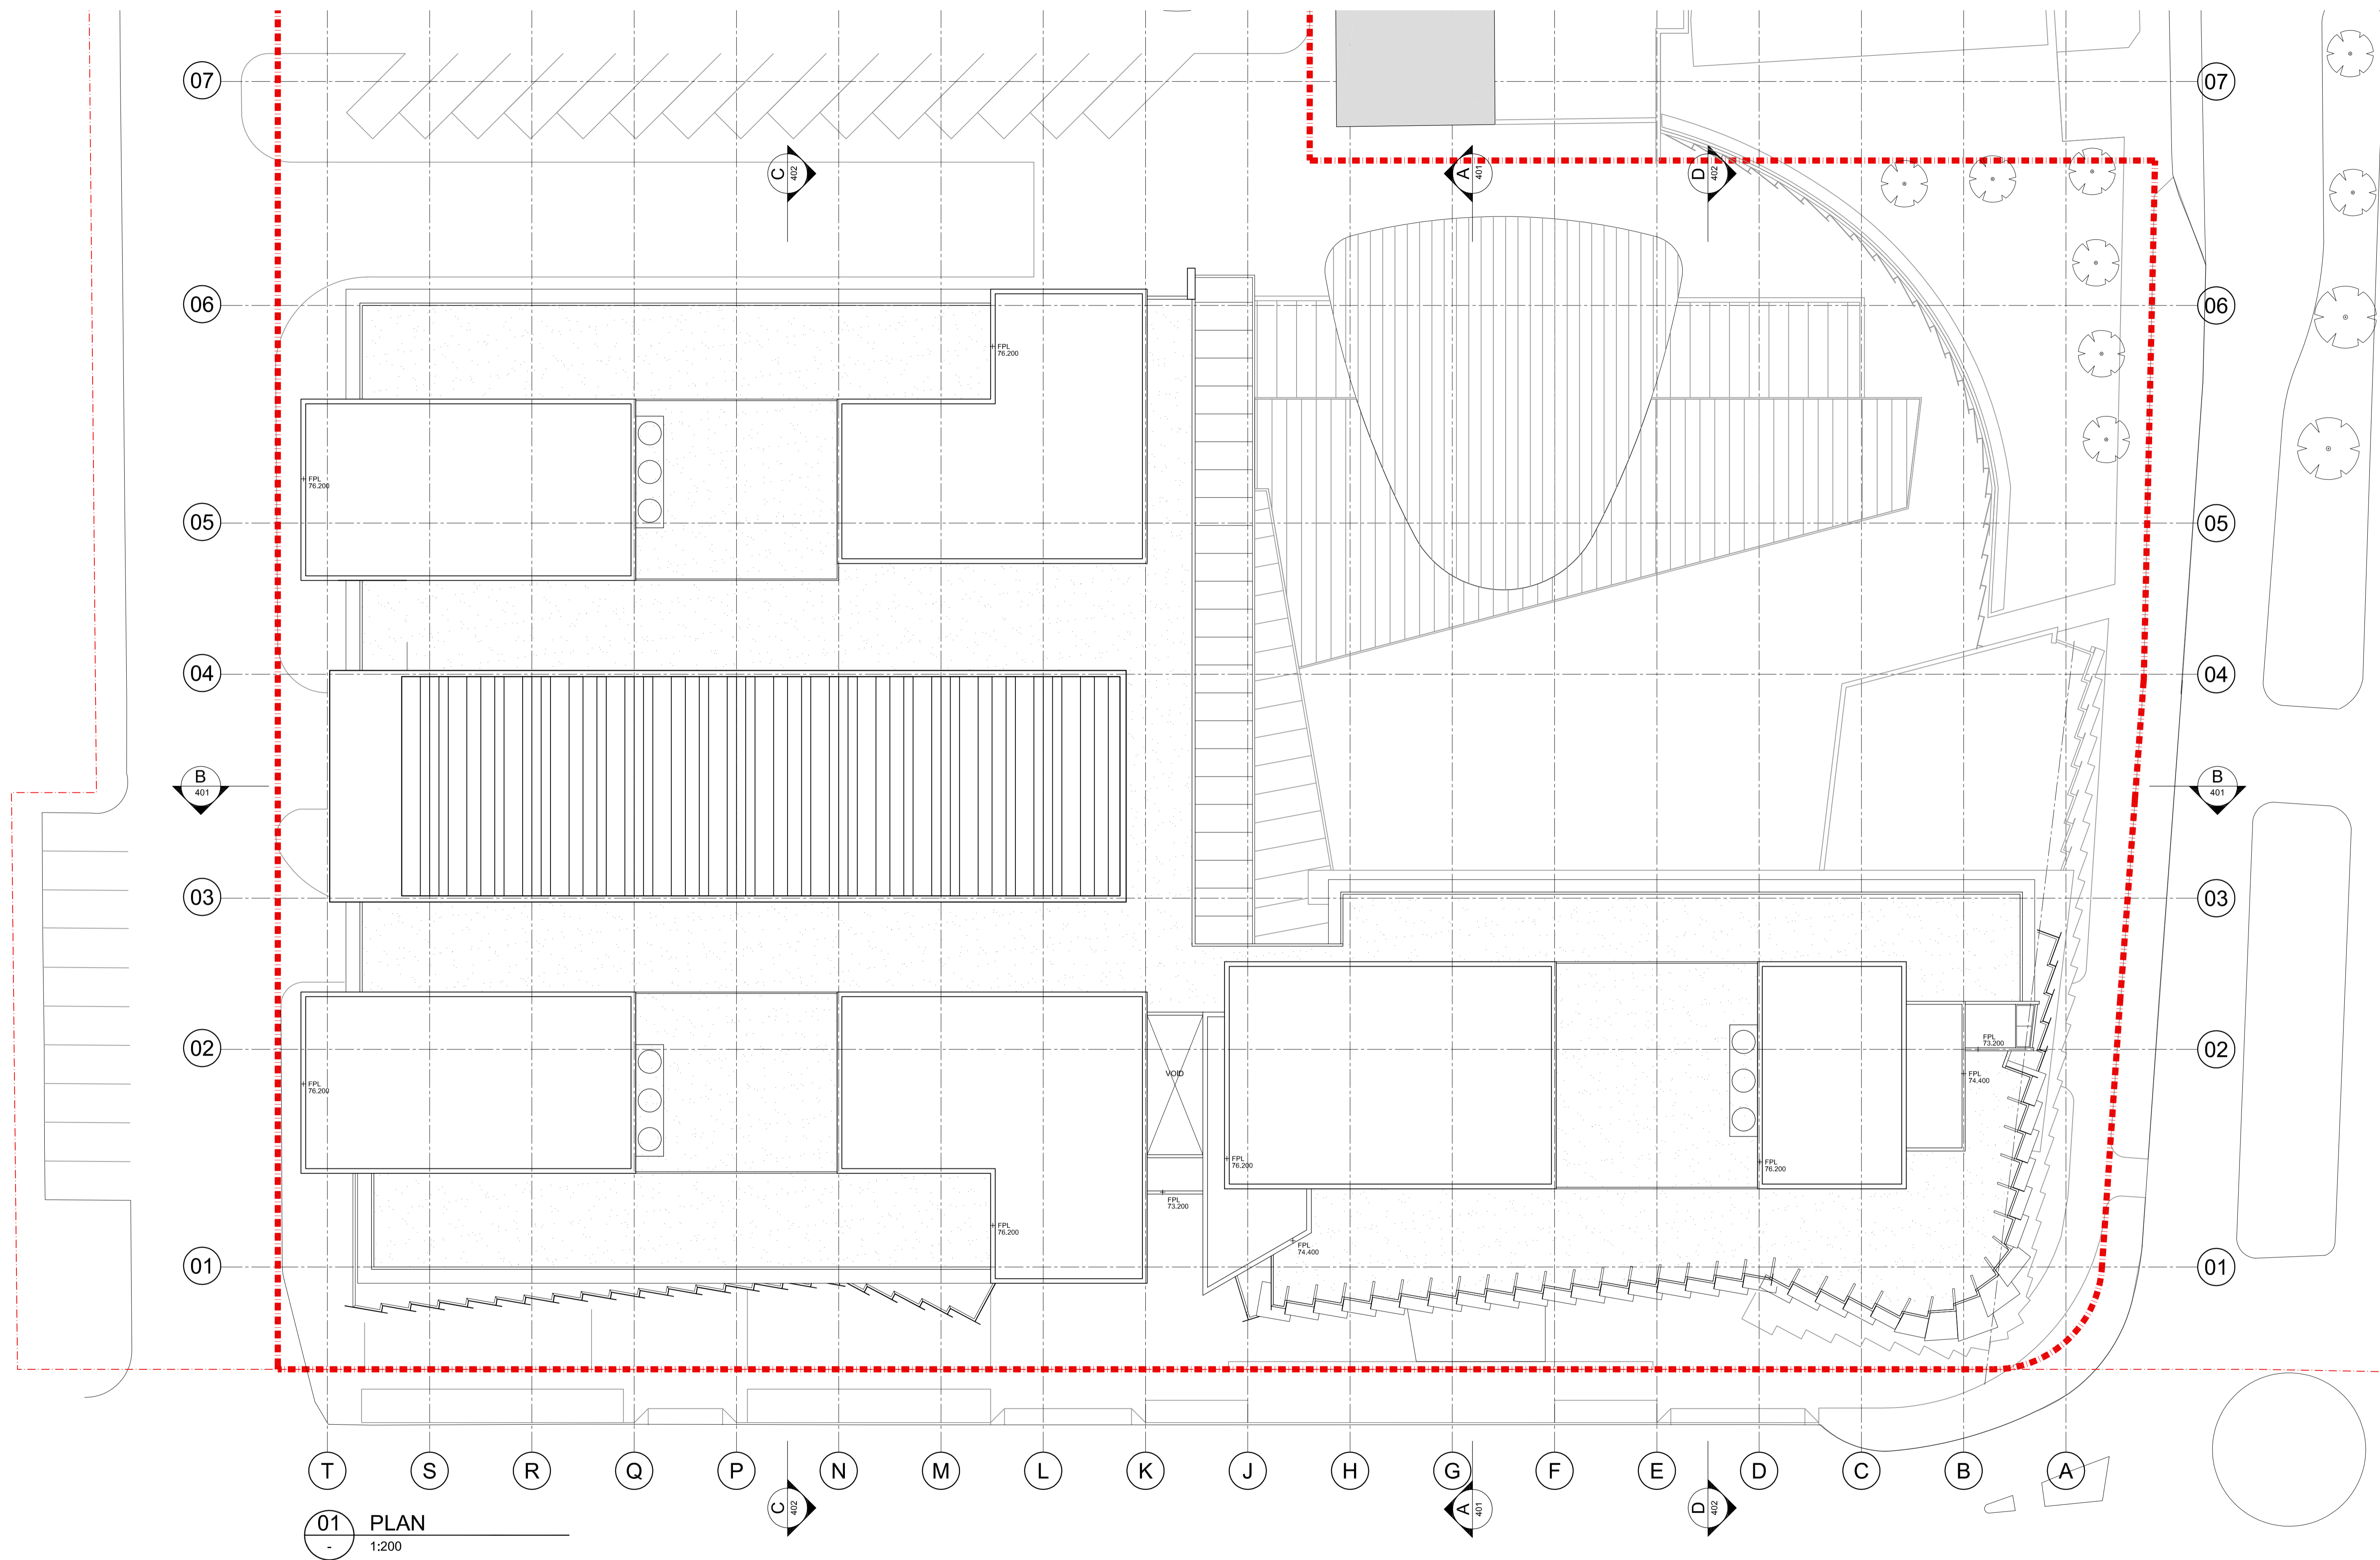 07
07
C
402
A
401
D
402
06
06
FPL
76.200
FPL
76.200
05
05
04
04
B
401
B
401
03
03
02
02
FPL
73.200
VOID
FPL
74.400
FPL
76.200
FPL
76.200
FPL
76.200
FPL
73.200
FPL
76.200
FPL
74.400
01
01
T
S
R
Q
P
N
M
L
K
J
H
G
F
E
D
C
B
A
C
402
A
401
D
402
01
PLAN
-
1:200